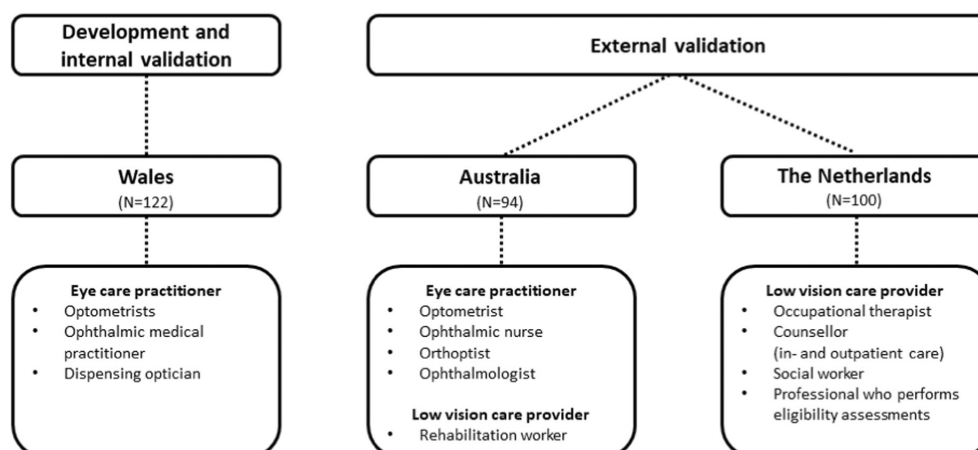 Development and
internal validation
External validation
Wales
(N=122)
Australia
(N=94)
The Netherlands
(N=100)
Eye care practitioner
• Optometrists
• Ophthalmic medical
practitioner
• Dispensing optician
Eye care practitioner
• Optometrist
• Ophthalmic nurse
• Orthoptist
• Ophthalmologist
Low vision care provider
• Rehabilitation worker
Low vision care provider
• Occupational therapist
• Counsellor
(in- and outpatient care)
• Social worker
• Professional who performs
eligibility assessments